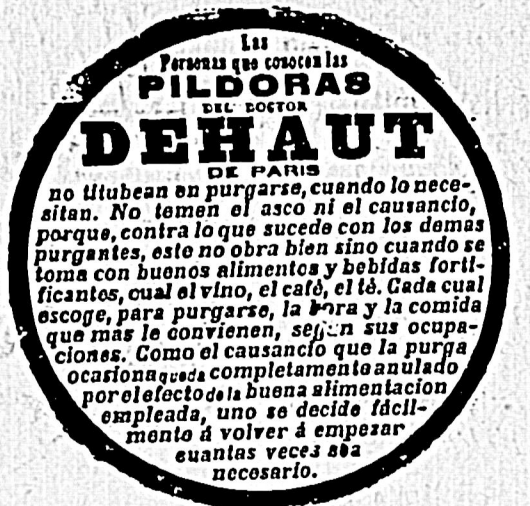 Las
Personas que conocen las
PILDORAS
DEL DOCTOR
DEHAUT
DE PARIS
no titubean en purgarse, cuando lo nece-
sitan. No temen el asco ni el causancio,
porque, contra lo que sucede con los demas
purgantes, este no obra bien sino cuando se
toma con buenos alimentos y bebidas forti-
ficantes, cual el vino, el café, el té. Cada cual
escoge, para purgarse, la hora y la comida
que mas le convienen, segun sus ocupa-
ciones. Como el causancio que la purga
ocasiona queda completamente anulado
por el efecto de la buena alimentacion
empleada, uno se decide fácil-
mente á volver á empezar
cuantas veces sea
necesario.